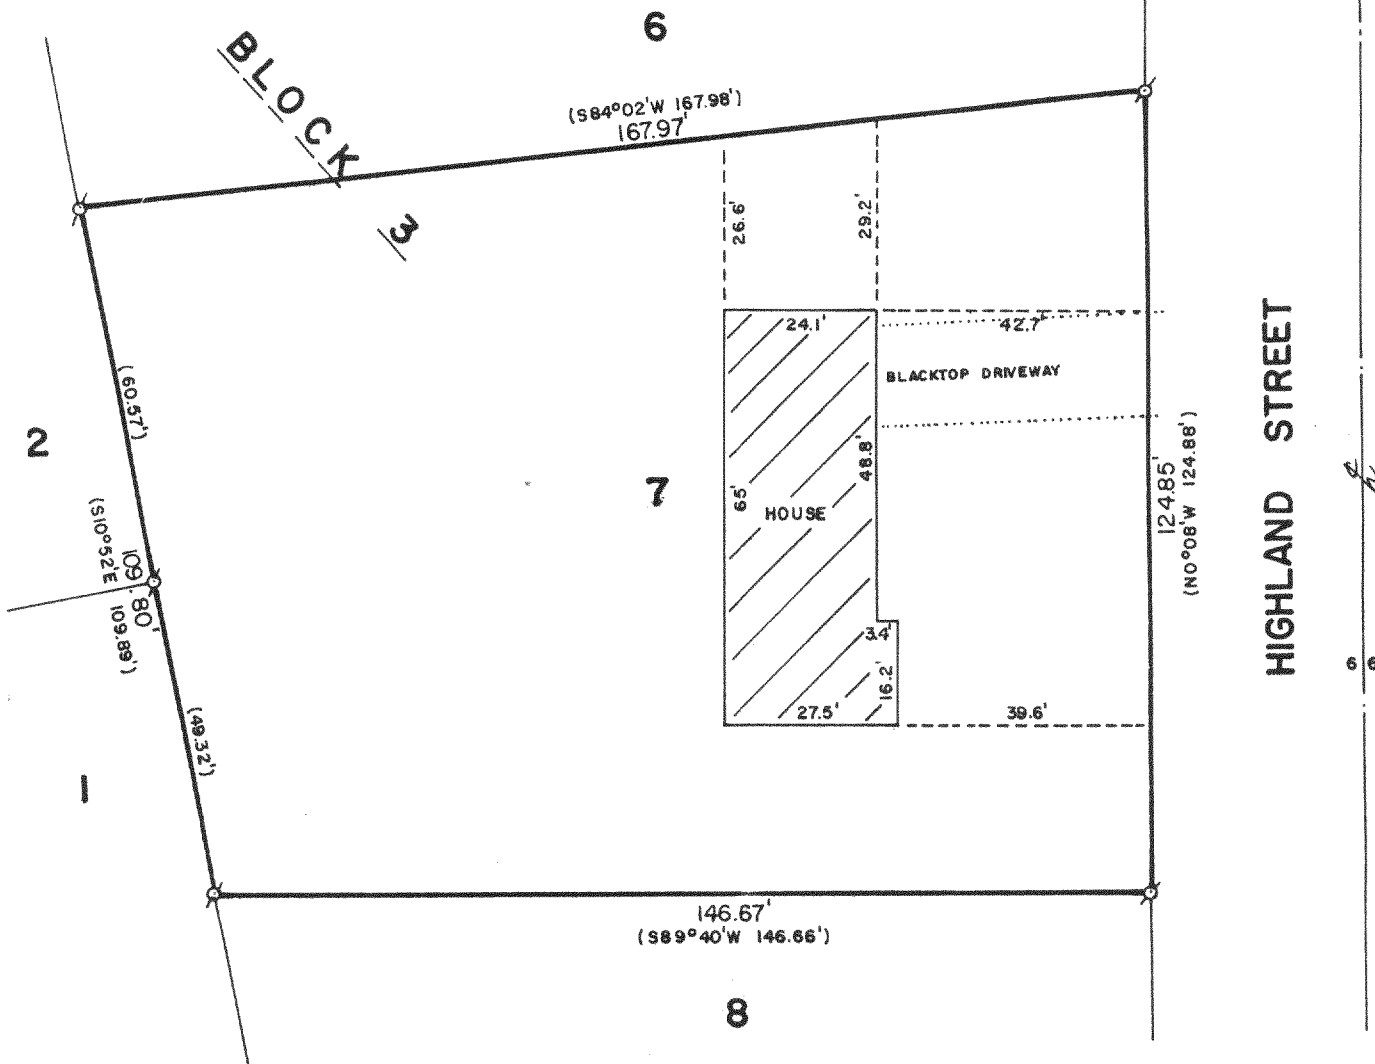 6
BLOCK
3
(S84°02'W 167.98')
167.97'
26.6'
29.2'
24.1'
42.7'
BLACKTOP DRIVEWAY
(60.57')
2
7
65'
48.8'
HOUSE
124.85'
(N0°08'W 124.88')
HIGHLAND STREET
(S10°52'E 109.89')
109.80'
3.4'
16.2'
27.5'
39.6'
(49.32')
1
146.67'
(S89°40'W 146.66')
8